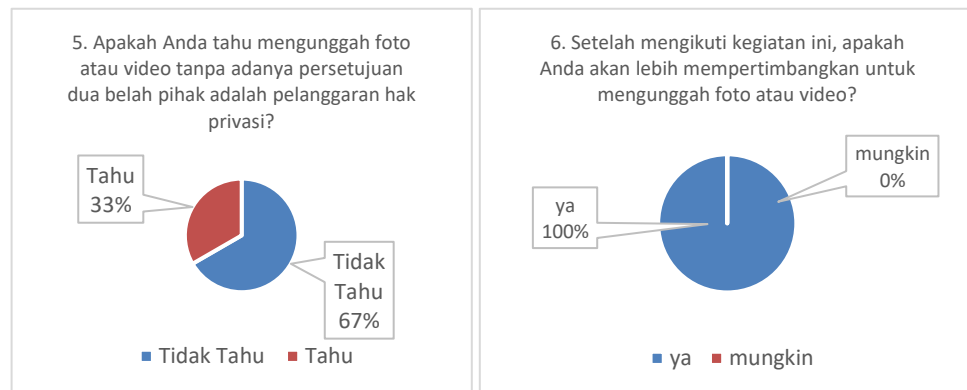 5. Apakah Anda tahu mengunggah foto
atau video tanpa adanya persetujuan
dua belah pihak adalah pelanggaran hak
privasi?
Tahu
33%
Tidak
Tahu
67%
Tidak Tahu Tahu
6. Setelah mengikuti kegiatan ini, apakah
Anda akan lebih mempertimbangkan untuk
mengunggah foto atau video?
mungkin
0%
ya
100%
ya mungkin